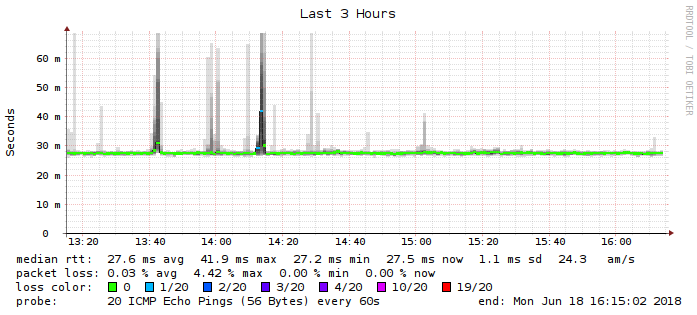 Last 3 Hours
RRDTOOL / TOBI OETIKER
Seconds
60 m
50 m
40 m
30 m
20 m
10 m
0
13:20 13:40 14:00 14:20 14:40 15:00 15:20 15:40 16:00
median rtt: 27.6 ms avg 41.9 ms max 27.2 ms min 27.5 ms now 1.1 ms sd 24.3 am/s
packet loss: 0.03 % avg 4.42 % max 0.00 % min 0.00 % now
loss color: 0 1/20 2/20 3/20 4/20 10/20 19/20
probe: 20 ICMP Echo Pings (56 Bytes) every 60s end: Mon Jun 18 16:15:02 2018